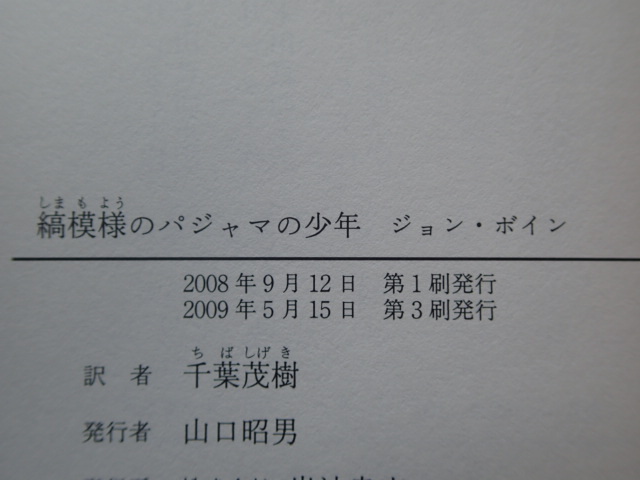 しまもよう
縞模様のパジャマの少年 ジョン・ボイン
2008年9月12日 第1刷発行
2009年5月15日 第3刷発行
ちばしげき
訳者 千葉茂樹
発行者 山口昭男